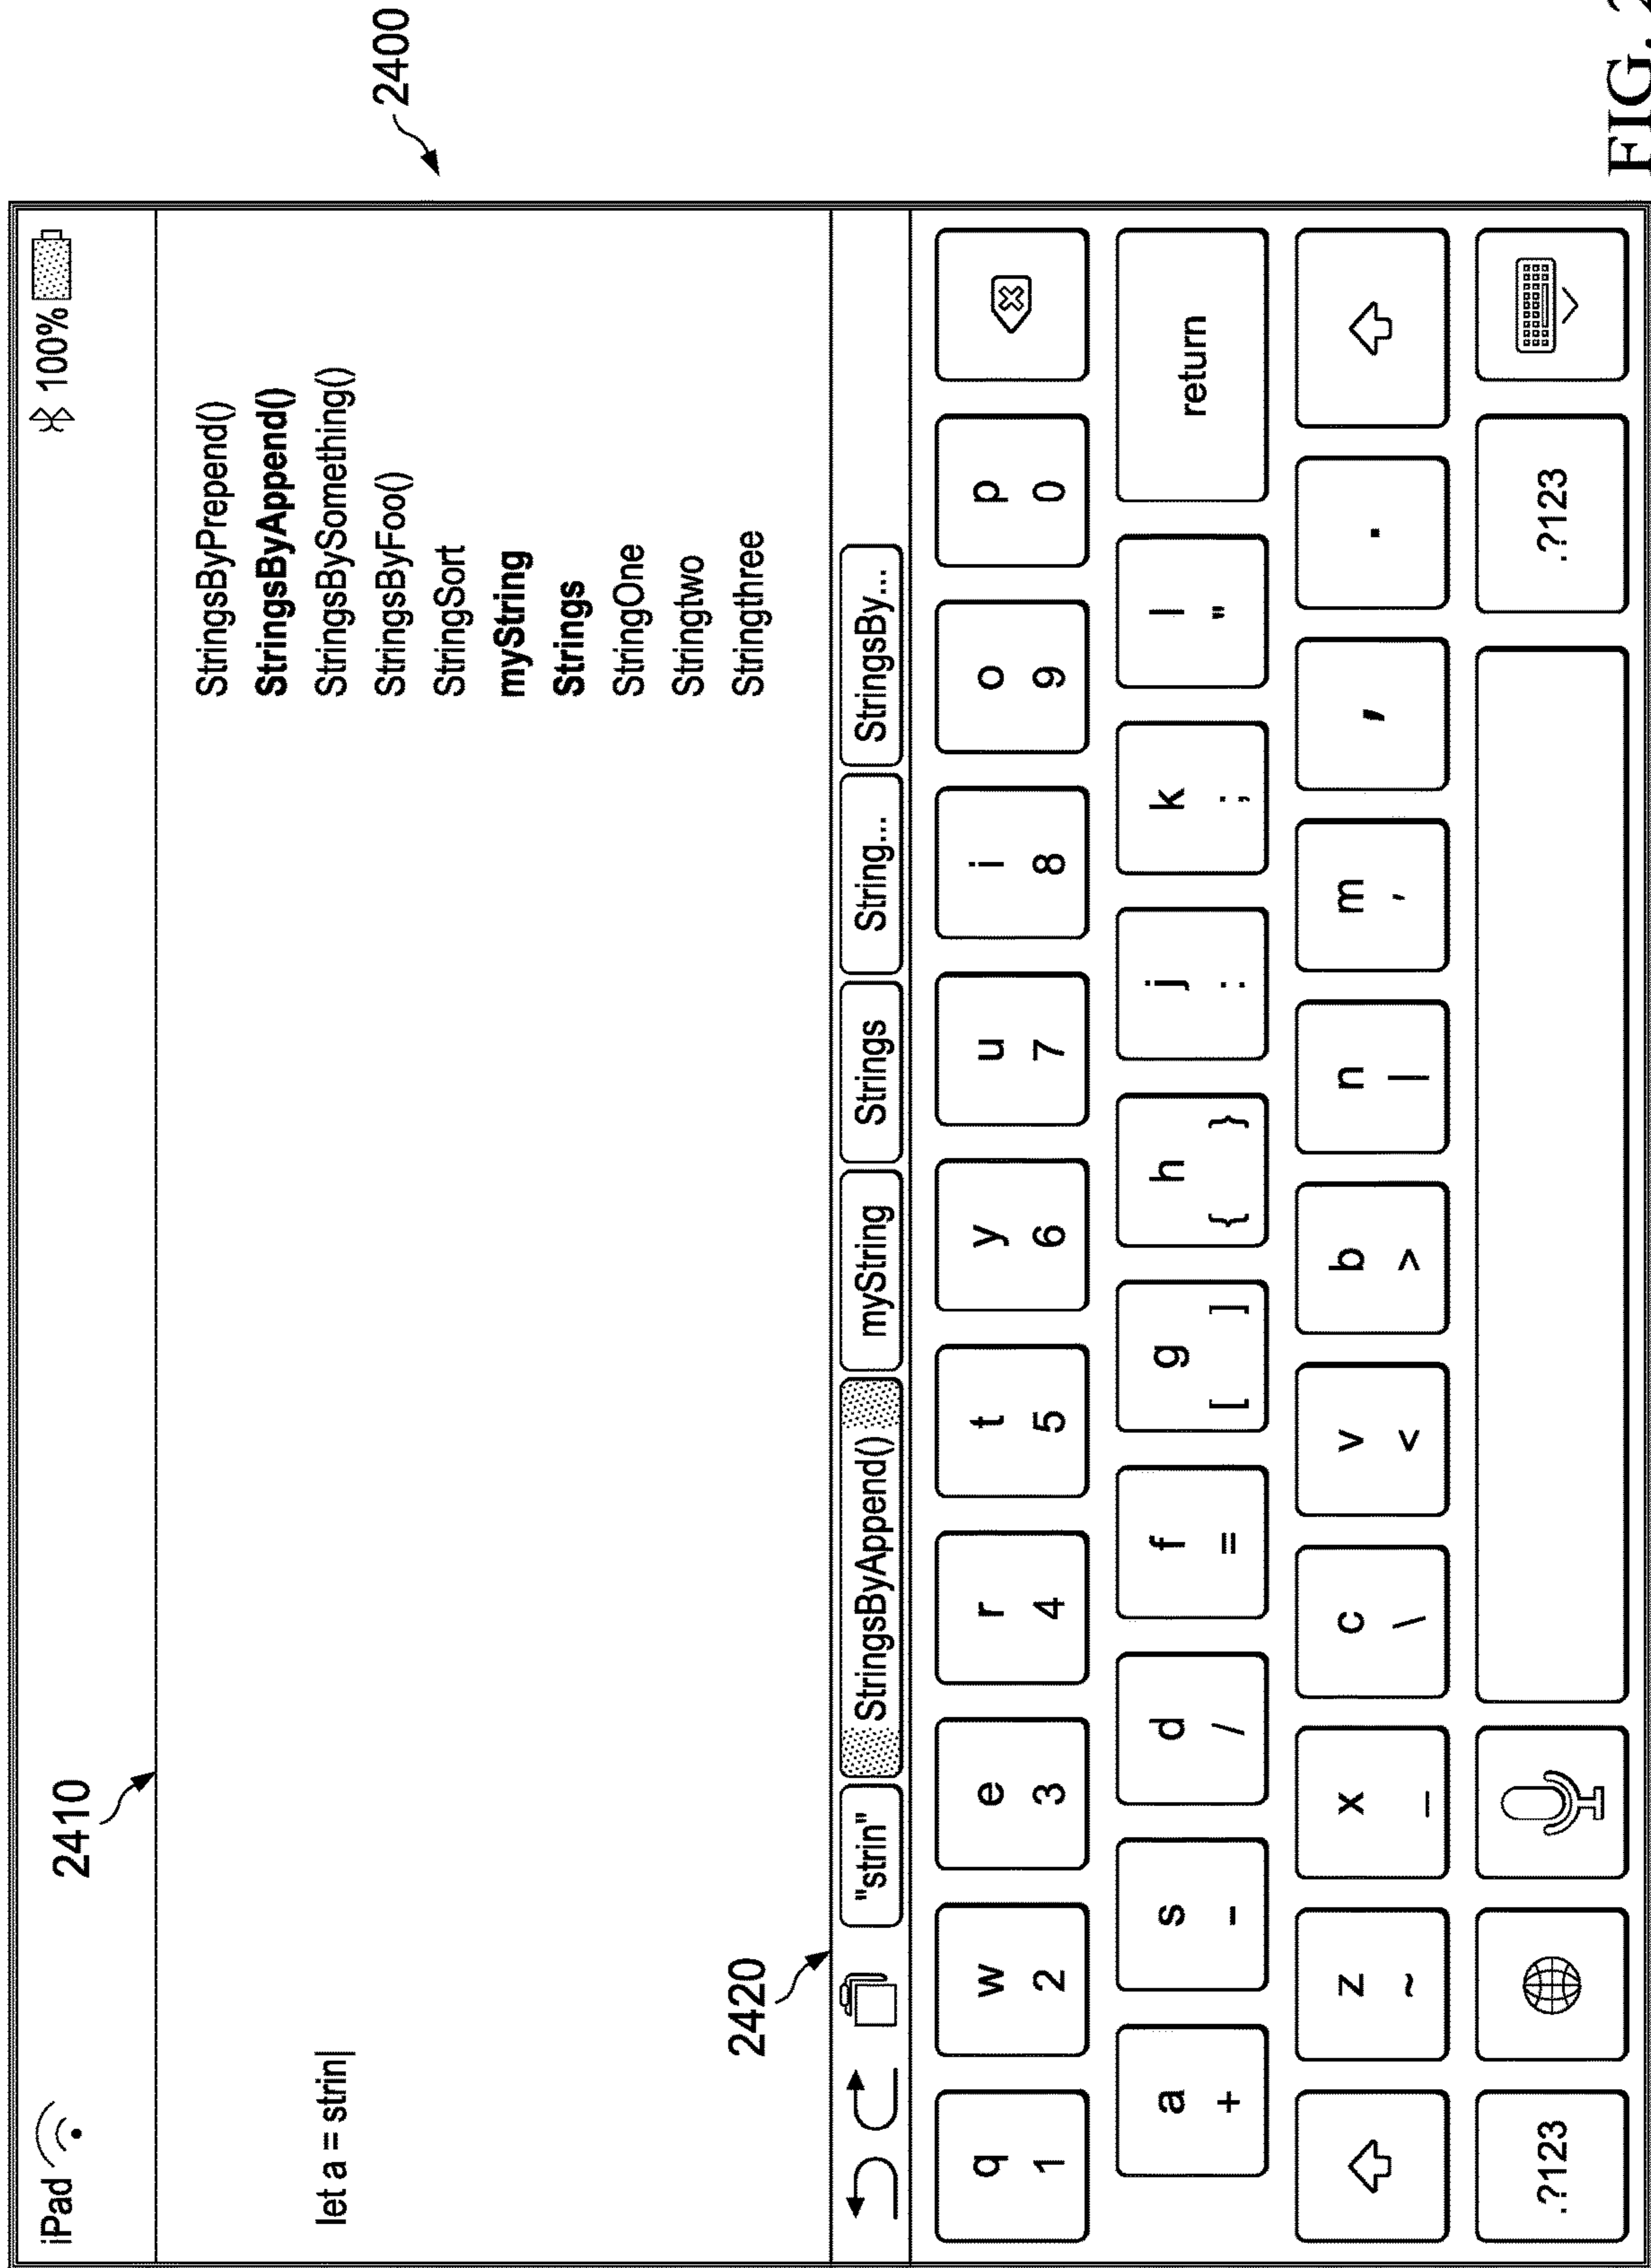 iPad 100%
2410
2400
let a = strin
StringsByPrepend()
StringsByAppend()
StringsBySomething()
StringsByFoo()
StringSort
myString
Strings
StringOne
Stringtwo
Stringthree
2420
"strin" StringsByAppend() myString Strings String... StringsBy...
q w e r t y u i o p
1 2 3 4 5 6 7 8 9 0
a s d f g h j k l return
+ - / = [ ] { } : ; "
z x c v b n m , .
~ _ \ < > | '
.?123 .?123
FIG. 2